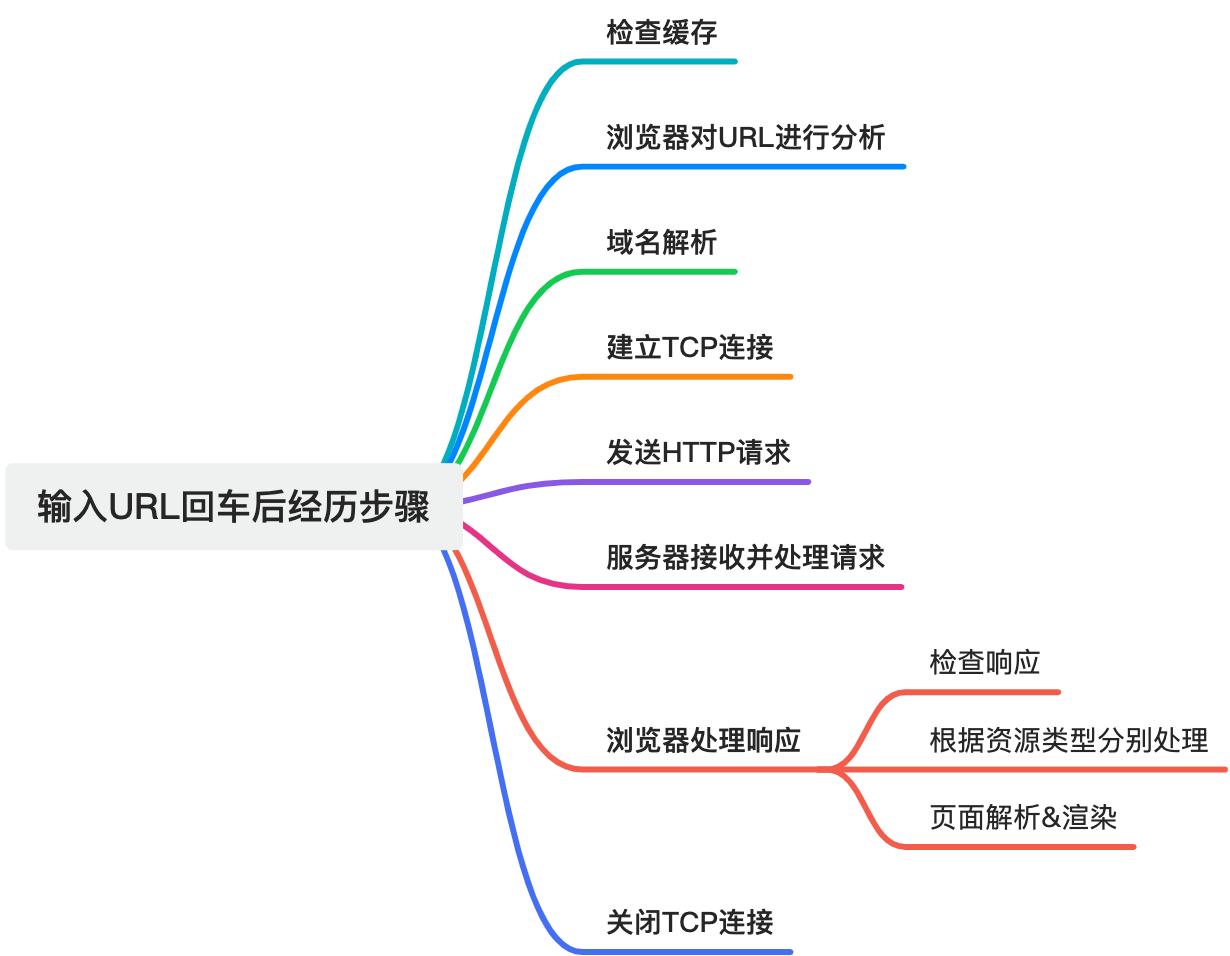 输入URL回车后经历步骤
检查缓存
浏览器对URL进行分析
域名解析
建立TCP连接
发送HTTP请求
服务器接收并处理请求
浏览器处理响应
检查响应
根据资源类型分别处理
页面解析&渲染
关闭TCP连接